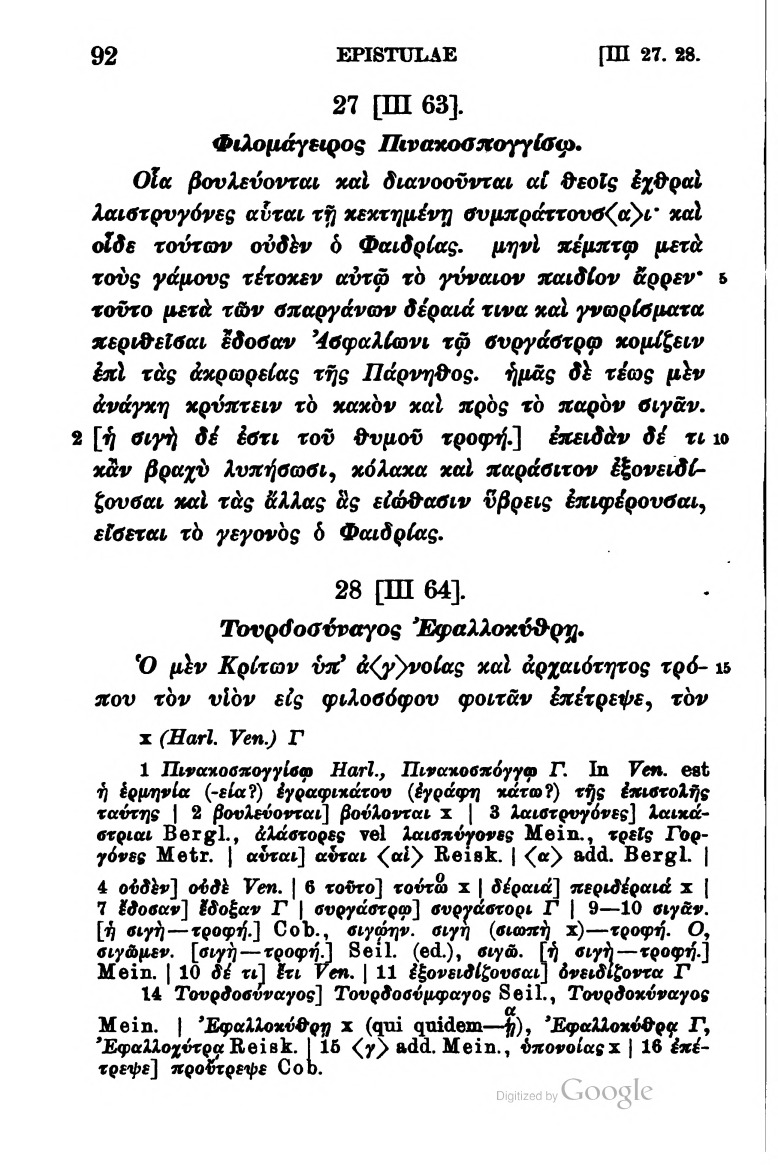 92 EPISTULAE [III 27. 28.
27 [III 63].
Φιλομάγειρος Πινακοσπογγίσῳ.
Οἷα βουλεύονται καὶ διανοοῦνται αἱ θεοῖς ἐχθραὶ
λαιστρυγόνες αὗται τῇ κεκτημένῃ συμπράττουσ⟨α⟩ι· καὶ
οἶδε τούτων οὐδὲν ὁ Φαιδρίας. μηνὶ πέμπτῳ μετὰ
τοὺς γάμους τέτοκεν αὐτῷ τὸ γύναιον παιδίον ἄρρεν· 5
τοῦτο μετὰ τῶν σπαργάνων δέραιά τινα καὶ γνωρίσματα
περιθεῖσαι ἔδοσαν Ἀσφαλίωνι τῷ συργάστρῳ κομίζειν
ἐπὶ τὰς ἀκρωρείας τῆς Πάρνηθος. ἡμᾶς δὲ τέως μὲν
ἀνάγκη κρύπτειν τὸ κακὸν καὶ πρὸς τὸ παρὸν σιγᾶν.
2 [ἡ σιγὴ δέ ἐστι τοῦ θυμοῦ τροφή.] ἐπειδὰν δέ τι 10
κἂν βραχὺ λυπήσωσι, κόλακα καὶ παράσιτον ἐξονειδί-
ζουσαι καὶ τὰς ἄλλας ἃς εἰώθασιν ὕβρεις ἐπιφέρουσαι,
εἴσεται τὸ γεγονὸς ὁ Φαιδρίας.
28 [III 64].
Τουρδοσύναγος Ἐφαλλοκύθρῃ.
Ὁ μὲν Κρίτων ὑπ’ ἀ⟨γ⟩νοίας καὶ ἀρχαιότητος τρό- 15
που τὸν υἱὸν εἰς φιλοσόφου φοιτᾶν ἐπέτρεψε, τὸν
x (Harl. Ven.) Γ
1 Πινακοσπογγίσῳ Harl., Πινακοσπόγγῳ Γ. In Ven. est
ἡ ἑρμηνία (-εία?) ἐγραφικάτου (ἐγράφη κάτω?) τῆς ἐπιστολῆς
ταύτης | 2 βουλεύονται] βούλονται x | 3 λαιστρυγόνες] λαικά-
στριαι Bergl., ἀλάστορες vel λαισπύγονες Mein., τρεῖς Γορ-
γόνες Metr. | αὗται] αὗται ⟨αἱ⟩ Reisk. | ⟨α⟩ add. Bergl. |
4 οὐδὲν] οὐδὲ Ven. | 6 τοῦτο] τούτῳ x | δέραιά] περιδέραιά x |
7 ἔδοσαν] ἔδοξαν Γ | συργάστρῳ] συργάστορι Γ | 9—10 σιγᾶν.
[ἡ σιγὴ—τροφή.] Cob., σιγῴην. σιγὴ (σιωπὴ x)—τροφή. O,
σιγῶμεν. [σιγὴ—τροφή.] Seil. (ed.), σιγῶ. [ἡ σιγὴ—τροφή.]
Mein. | 10 δέ τι] ἔτι Ven. | 11 ἐξονειδίζουσαι] ὀνειδίζοντα Γ
14 Τουρδοσύναγος] Τουρδοσύμφαγος Seil., Τουρδοκύναγος
Mein. | Ἐφαλλοκύθρῃ x (qui quidem—ῃ), Ἐφαλλοκύθρᾳ Γ,
Ἐφαλλοχύτρᾳ Reisk. | 15 ⟨γ⟩ add. Mein., ὑπονοίας x | 16 ἐπέ-
τρεψε] προὔτρεψε Cob.
Digitized by Google